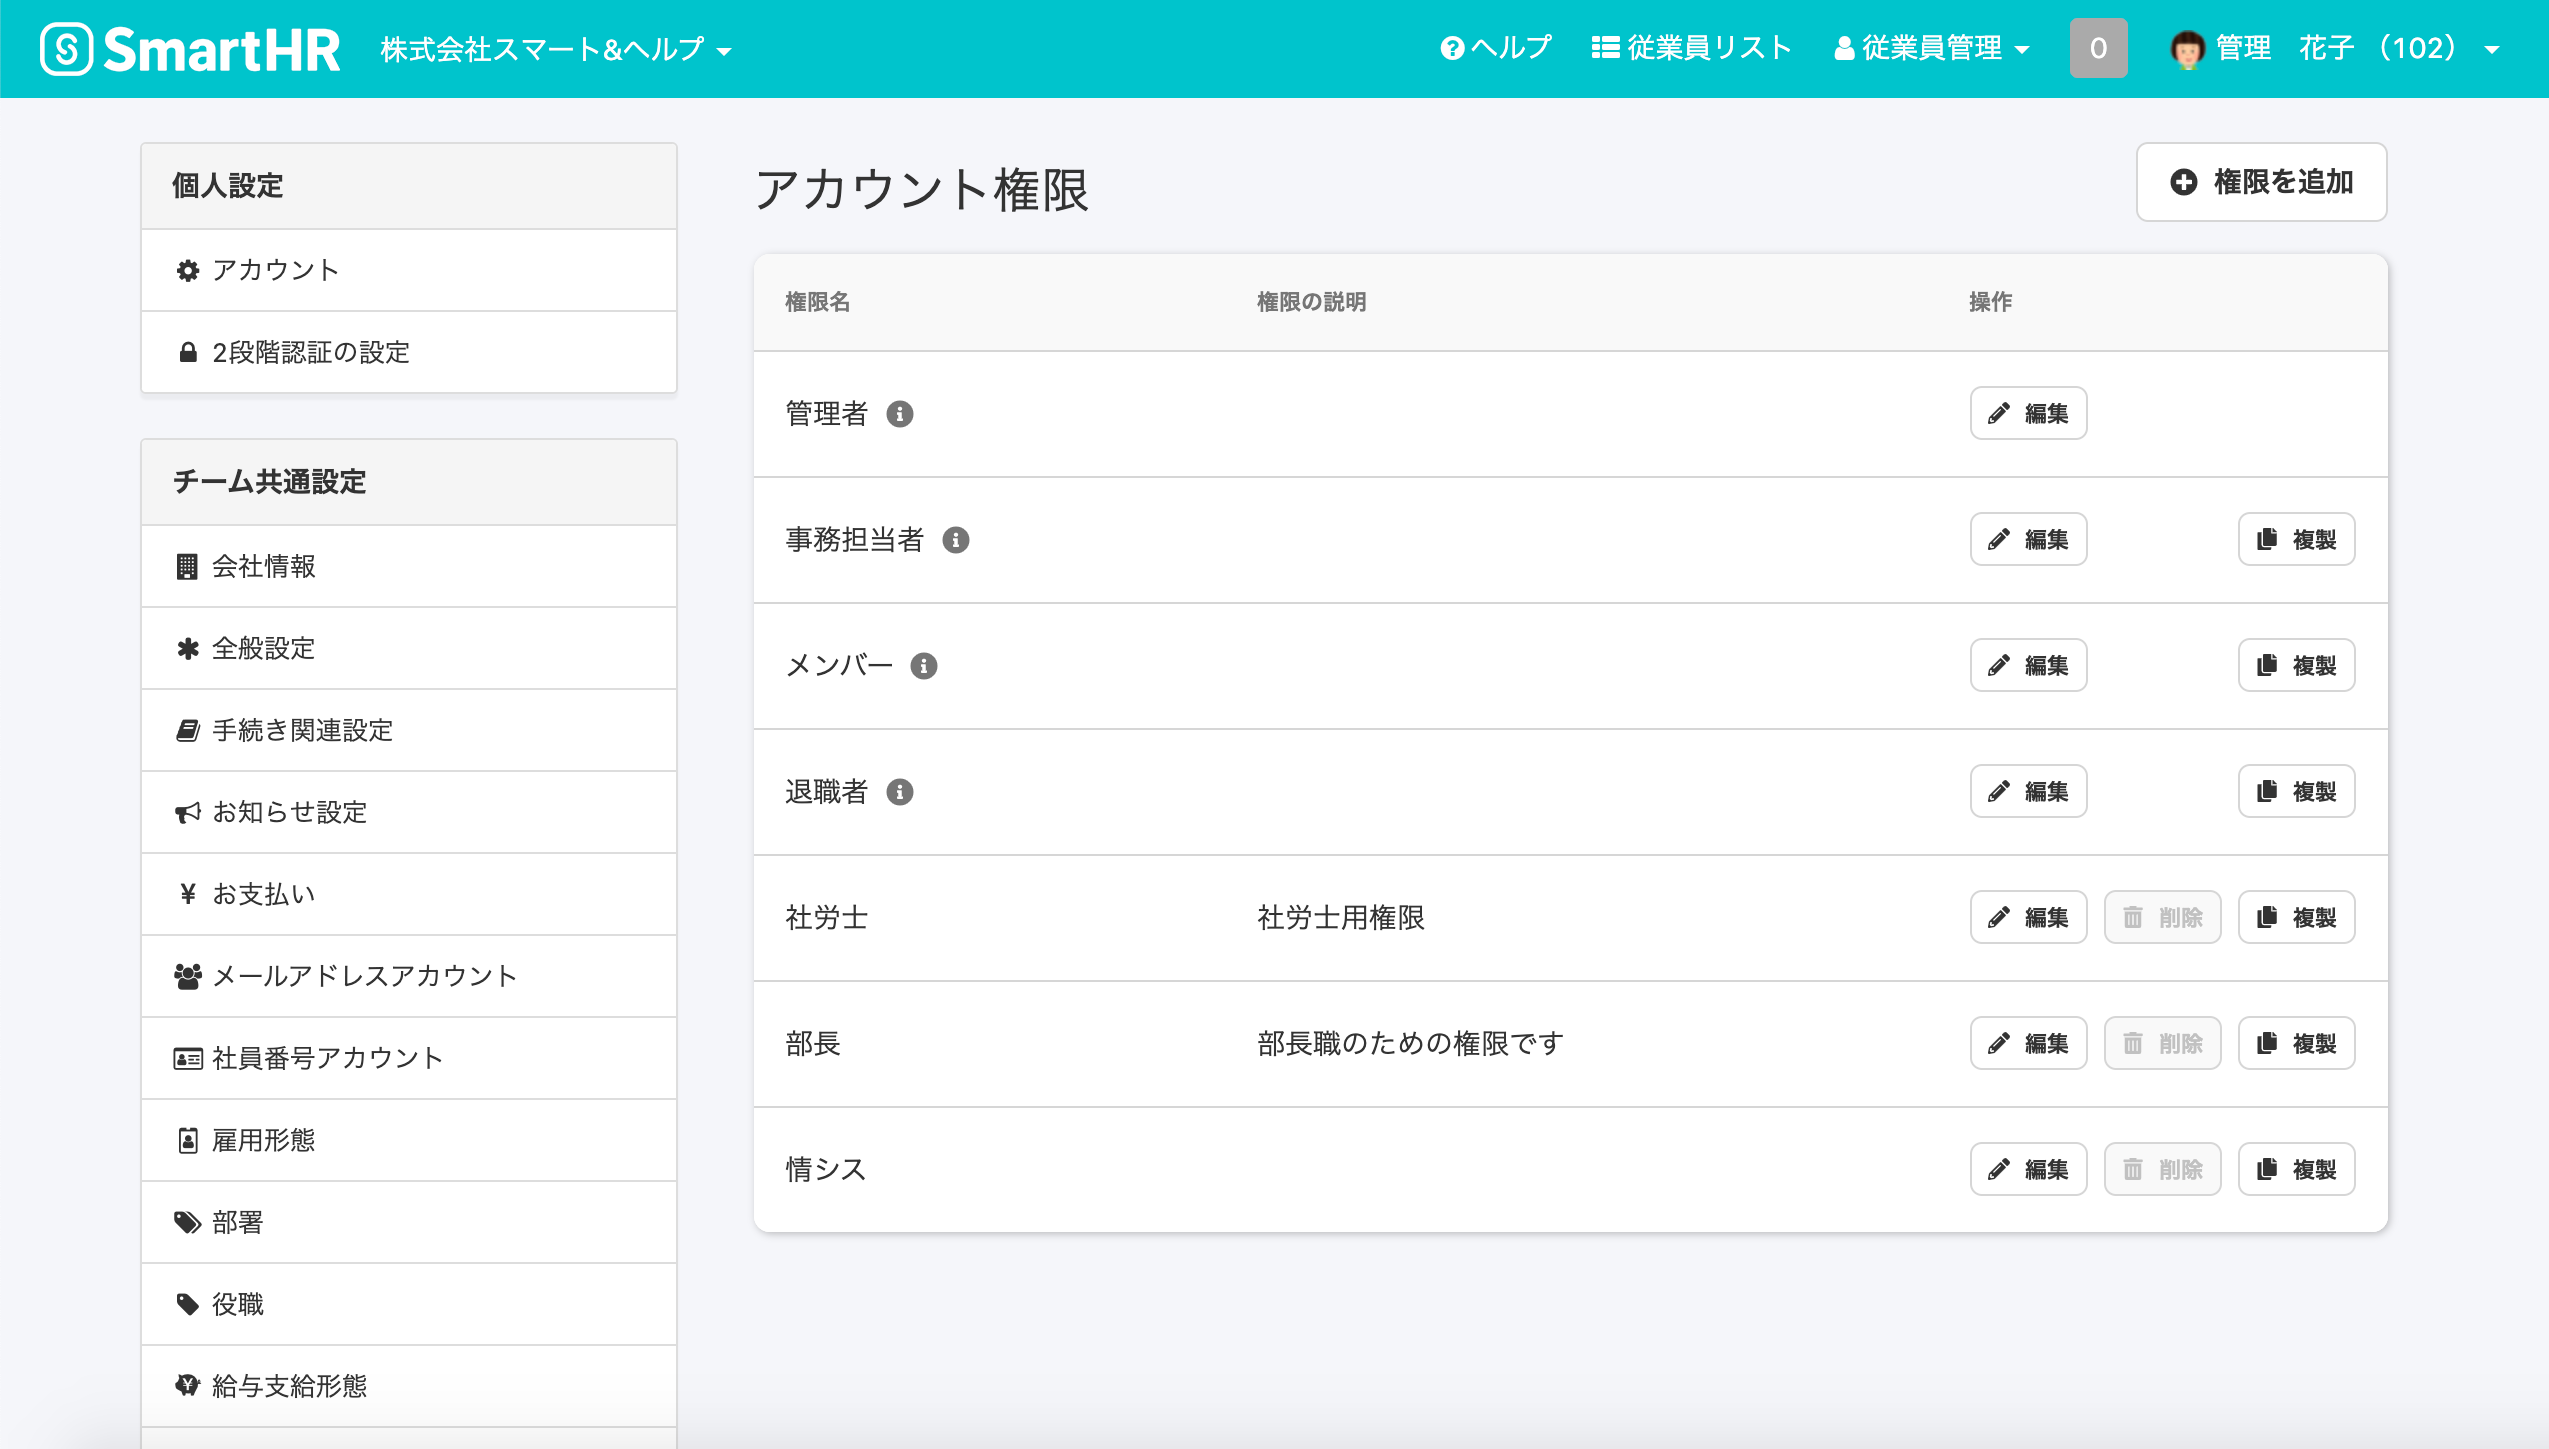 SmartHR 株式会社スマート&ヘルプ ヘルプ 従業員リスト 従業員管理 0 管理 花子 （102）
個人設定
アカウント
2段階認証の設定
チーム共通設定
会社情報
全般設定
手続き関連設定
お知らせ設定
お支払い
メールアドレスアカウント
社員番号アカウント
雇用形態
部署
役職
給与支給形態
アカウント権限
権限を追加
権限名 権限の説明 操作
管理者 編集
事務担当者 編集 複製
メンバー 編集 複製
退職者 編集 複製
社労士 社労士用権限 編集 削除 複製
部長 部長職のための権限です 編集 削除 複製
情シス 編集 削除 複製